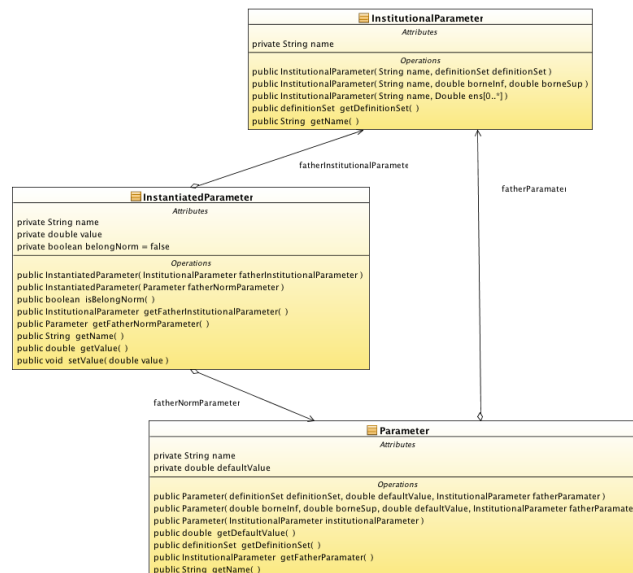 InstitutionalParameter
Attributes
private String name
Operations
public InstitutionalParameter( String name, definitionSet definitionSet )
public InstitutionalParameter( String name, double borneInf, double borneSup )
public InstitutionalParameter( String name, Double ens[0..*] )
public definitionSet getDefinitionSet( )
public String getName( )
fatherInstitutionalParamete
fatherParamater
InstantiatedParameter
Attributes
private String name
private double value
private boolean belongNorm = false
Operations
public InstantiatedParameter( InstitutionalParameter fatherInstitutionalParameter )
public InstantiatedParameter( Parameter fatherNormParameter )
public boolean isBelongNorm( )
public InstitutionalParameter getFatherInstitutionalParameter( )
public Parameter getFatherNormParameter( )
public String getName( )
public double getValue( )
public void setValue( double value )
fatherNormParameter
Parameter
Attributes
private String name
private double defaultValue
Operations
public Parameter( definitionSet definitionSet, double defaultValue, InstitutionalParameter fatherParamater )
public Parameter( double borneInf, double borneSup, double defaultValue, InstitutionalParameter fatherParamate
public Parameter( InstitutionalParameter institutionalParameter )
public double getDefaultValue( )
public definitionSet getDefinitionSet( )
public InstitutionalParameter getFatherParamater( )
public String getName( )